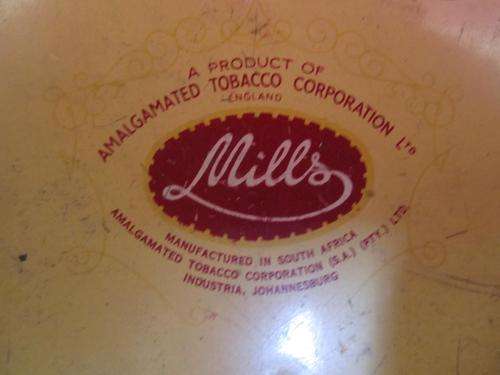 A PRODUCT OF
AMALGAMATED TOBACCO CORPORATION LTD
-ENGLAND
Mills
MANUFACTURED IN SOUTH AFRICA
AMALGAMATED TOBACCO CORPORATION (S.A.) (PTY.) LTD.
INDUSTRIA, JOHANNESBURG